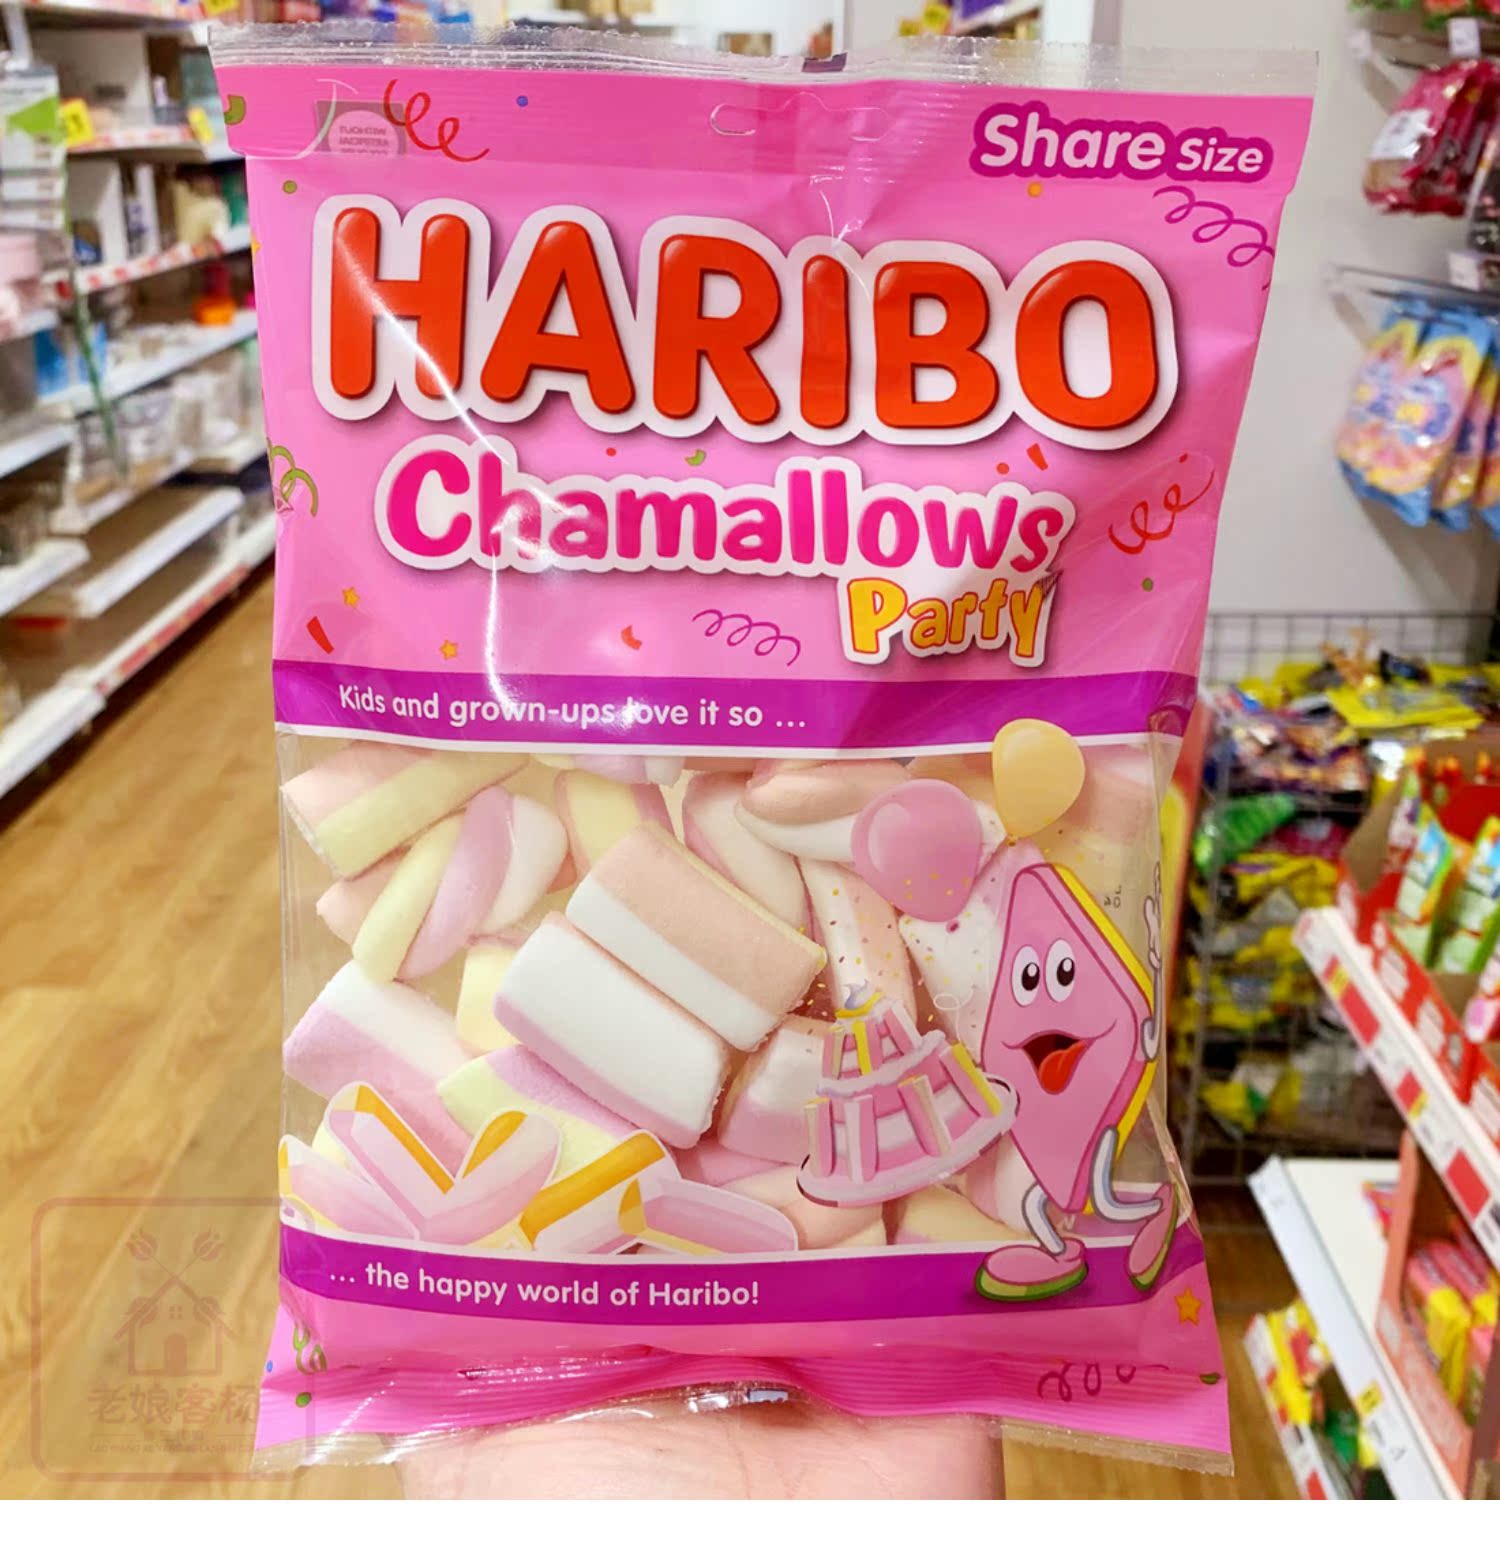 Share Size
HARIBO
Chamallows
Party
Kids and grown-ups love it so ...
... the happy world of Haribo!
老娘客杨